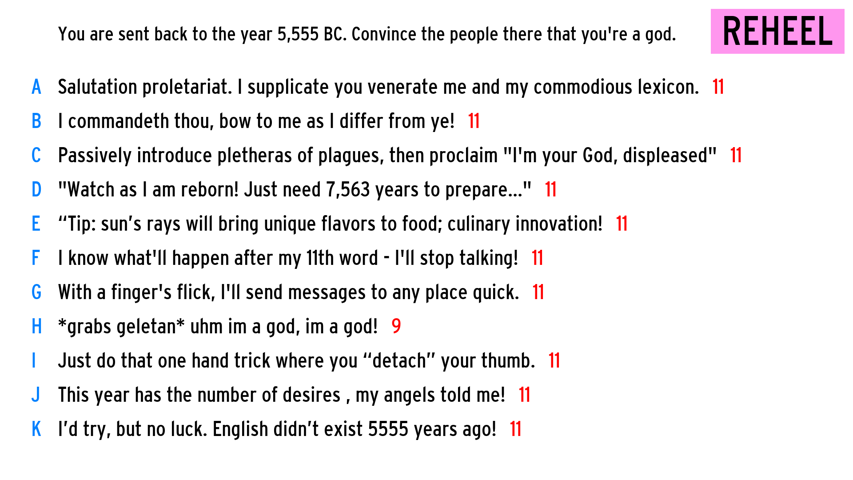 You are sent back to the year 5,555 BC. Convince the people there that you're a god.
REHEEL
A Salutation proletariat. I supplicate you venerate me and my commodious lexicon. 11
B I commandeth thou, bow to me as I differ from ye! 11
C Passively introduce pletheras of plagues, then proclaim "I'm your God, displeased" 11
D "Watch as I am reborn! Just need 7,563 years to prepare..." 11
E “Tip: sun’s rays will bring unique flavors to food; culinary innovation! 11
F I know what'll happen after my 11th word - I'll stop talking! 11
G With a finger's flick, I'll send messages to any place quick. 11
H *grabs geletan* uhm im a god, im a god! 9
I Just do that one hand trick where you “detach” your thumb. 11
J This year has the number of desires , my angels told me! 11
K I’d try, but no luck. English didn’t exist 5555 years ago! 11